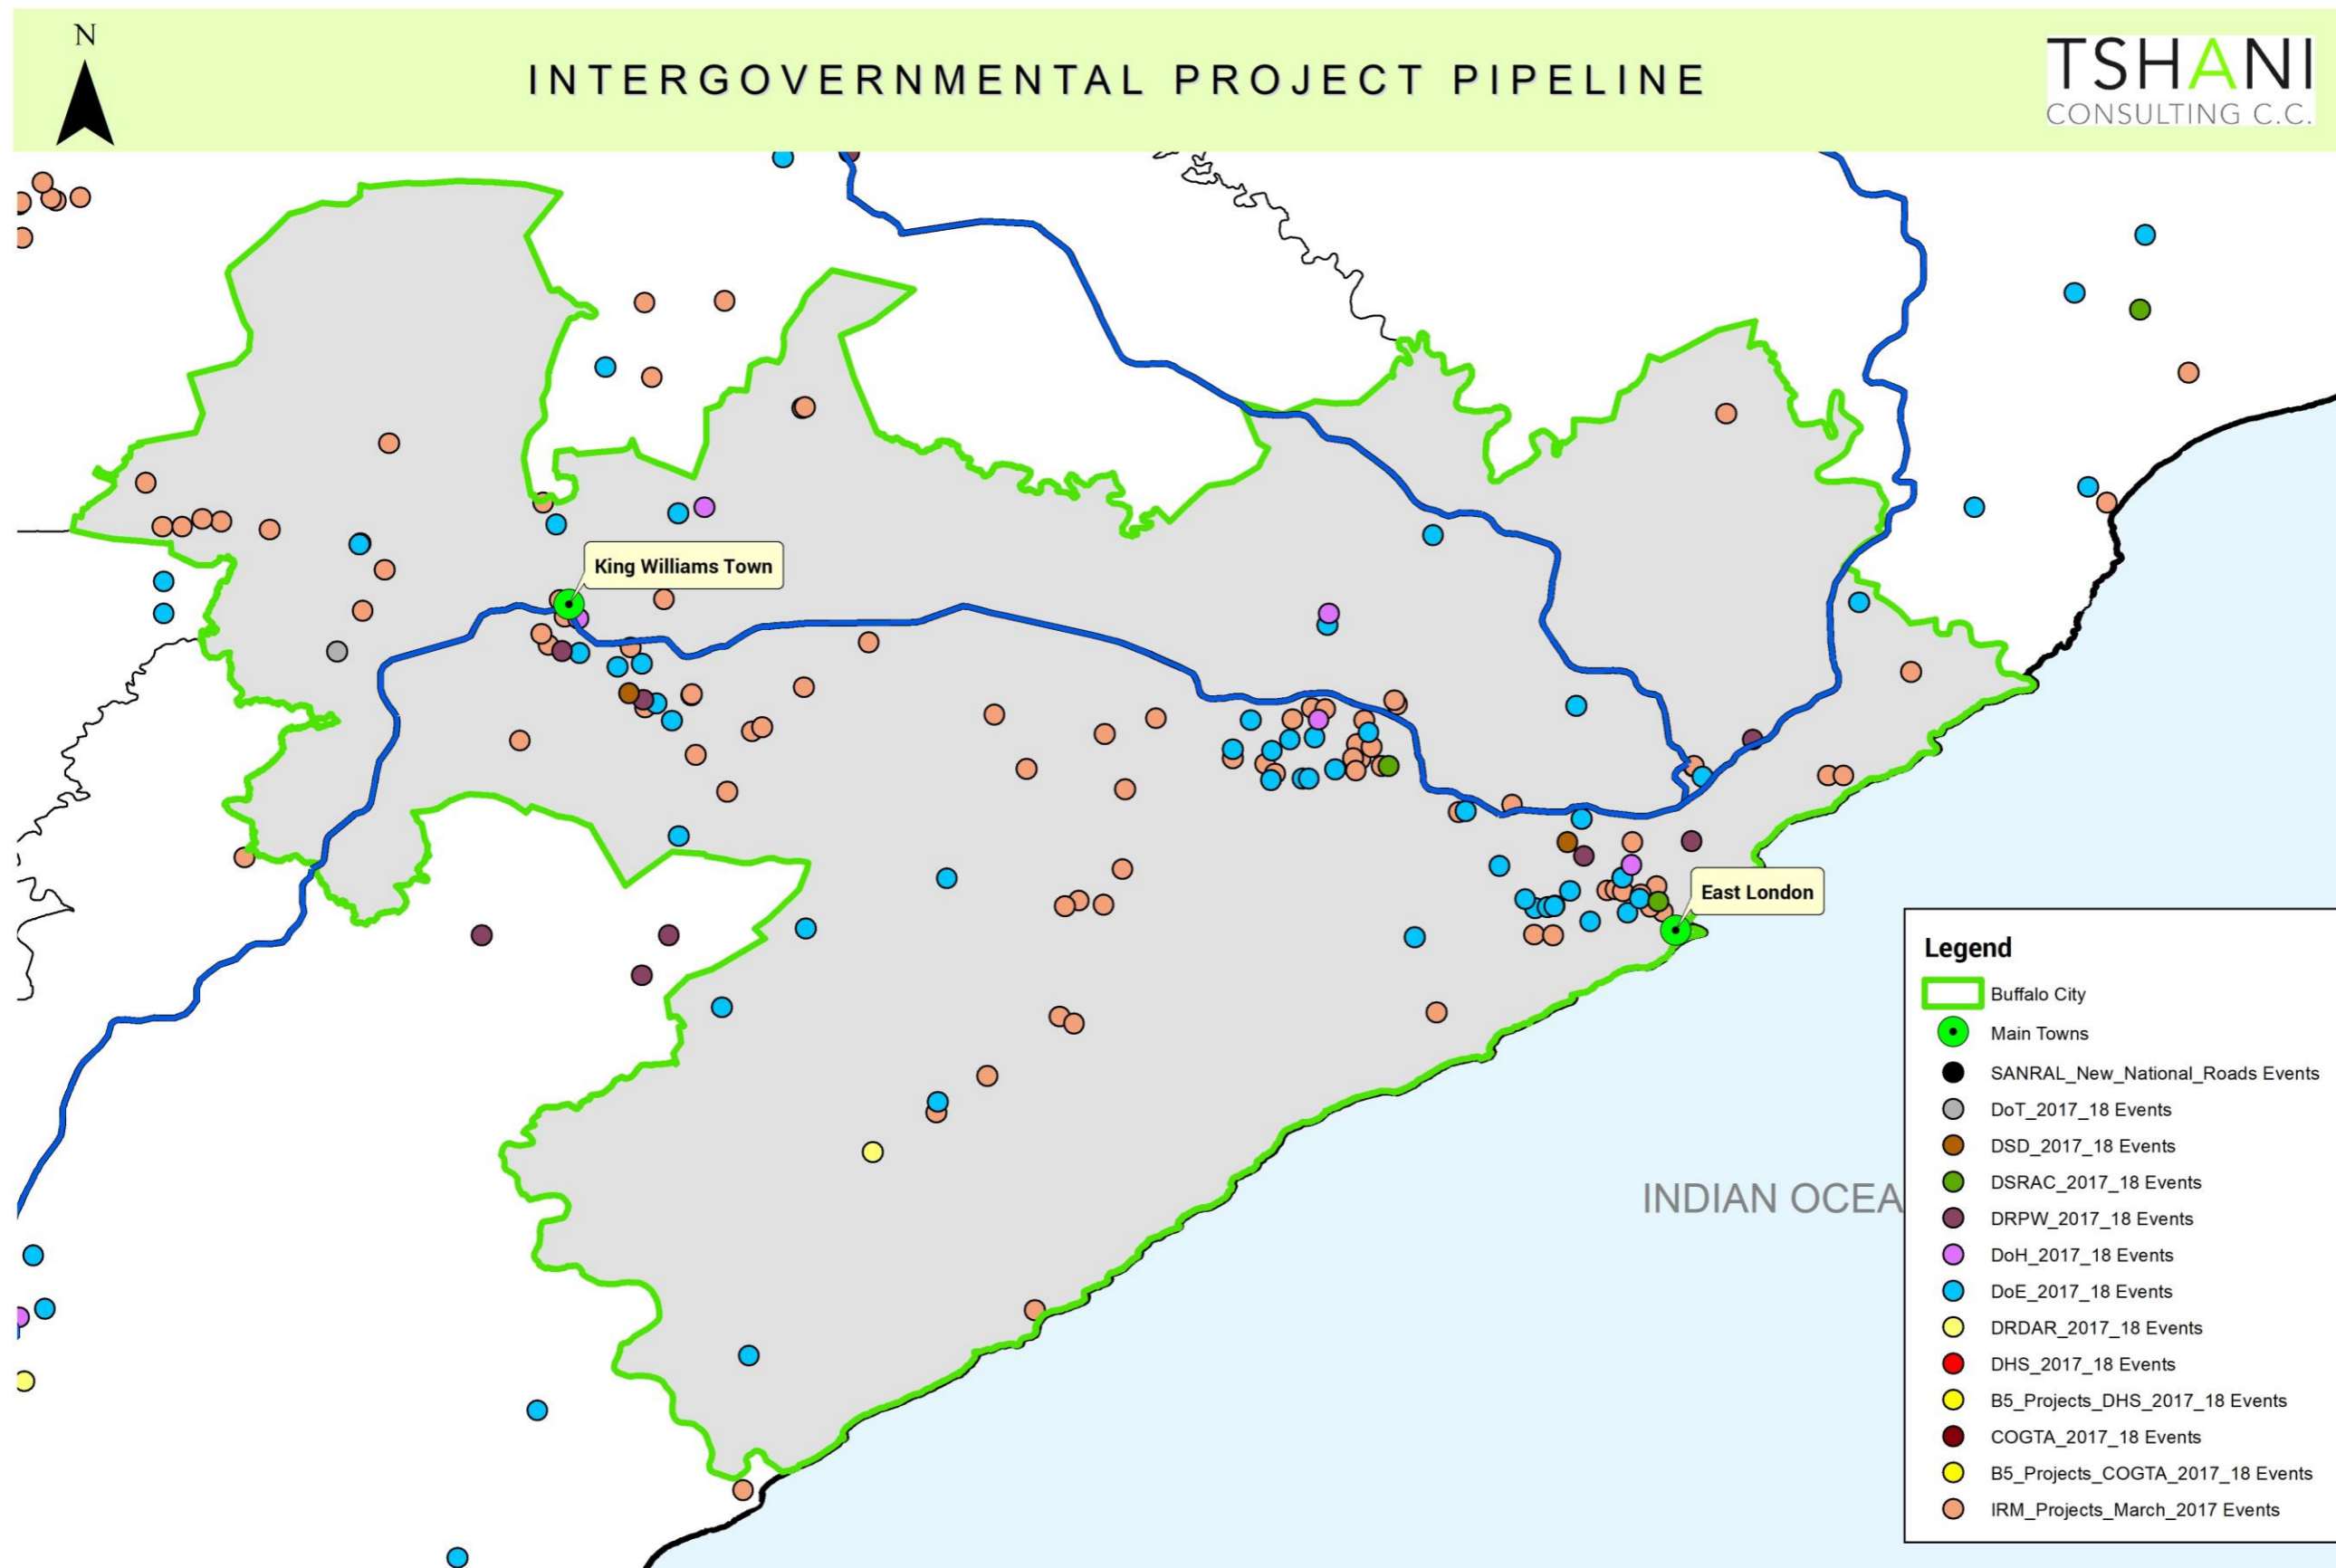 N
INTERGOVERNMENTAL PROJECT PIPELINE
TSHANI
CONSULTING C.C.
King Williams Town
East London
INDIAN OCEA
Legend
Buffalo City
Main Towns
SANRAL_New_National_Roads Events
DoT_2017_18 Events
DSD_2017_18 Events
DSRAC_2017_18 Events
DRPW_2017_18 Events
DoH_2017_18 Events
DoE_2017_18 Events
DRDAR_2017_18 Events
DHS_2017_18 Events
B5_Projects_DHS_2017_18 Events
COGTA_2017_18 Events
B5_Projects_COGTA_2017_18 Events
IRM_Projects_March_2017 Events